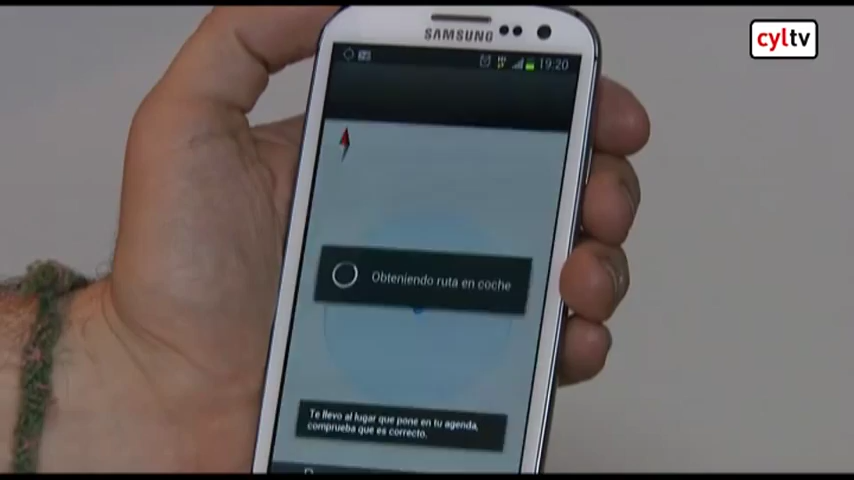 cyltv
SAMSUNG
19:20
Obteniendo ruta en coche
Te llevo al lugar que pone en tu agenda,
comprueba que es correcto.